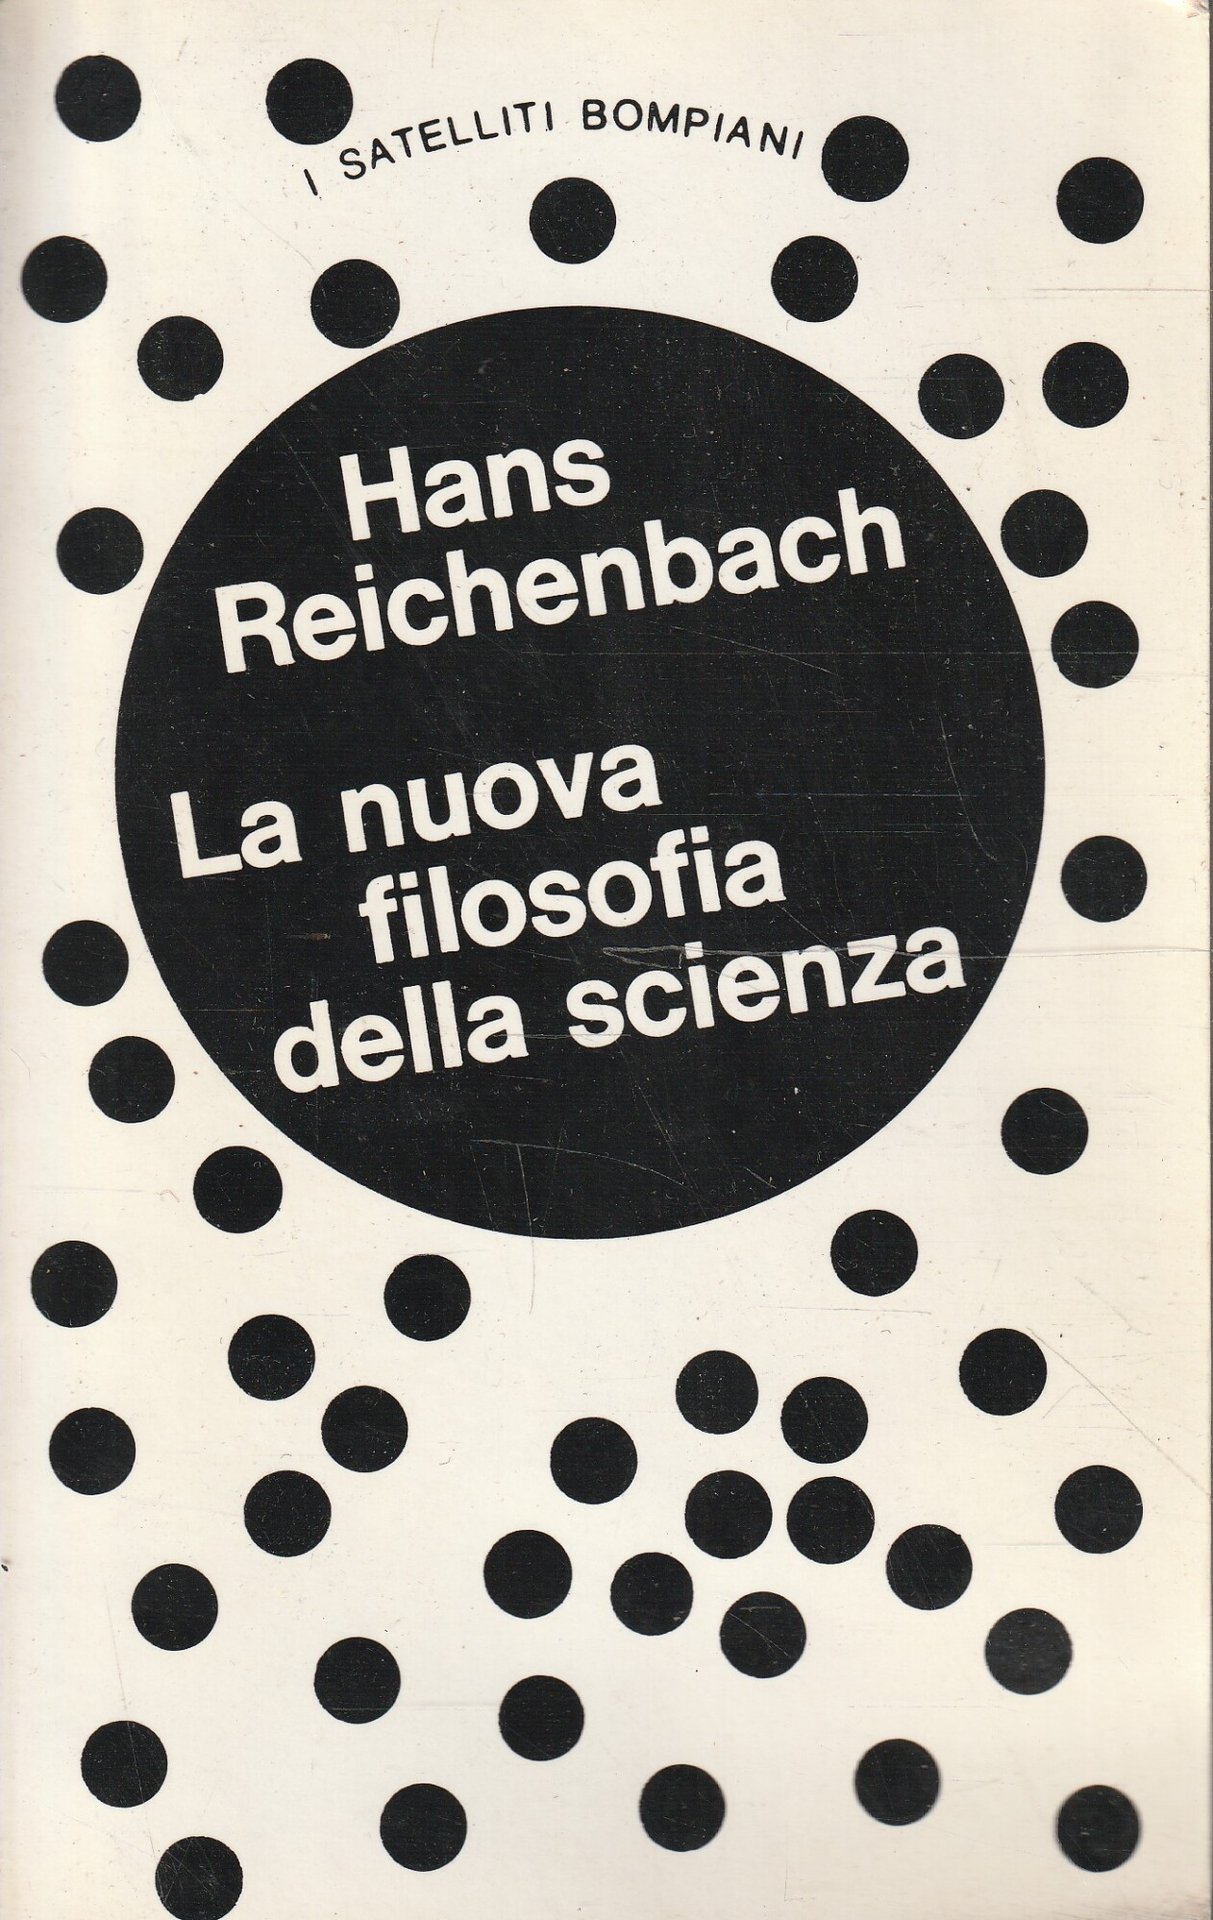 I SATELLITI BOMPIANI
Hans
Reichenbach
La nuova
filosofia
della scienza